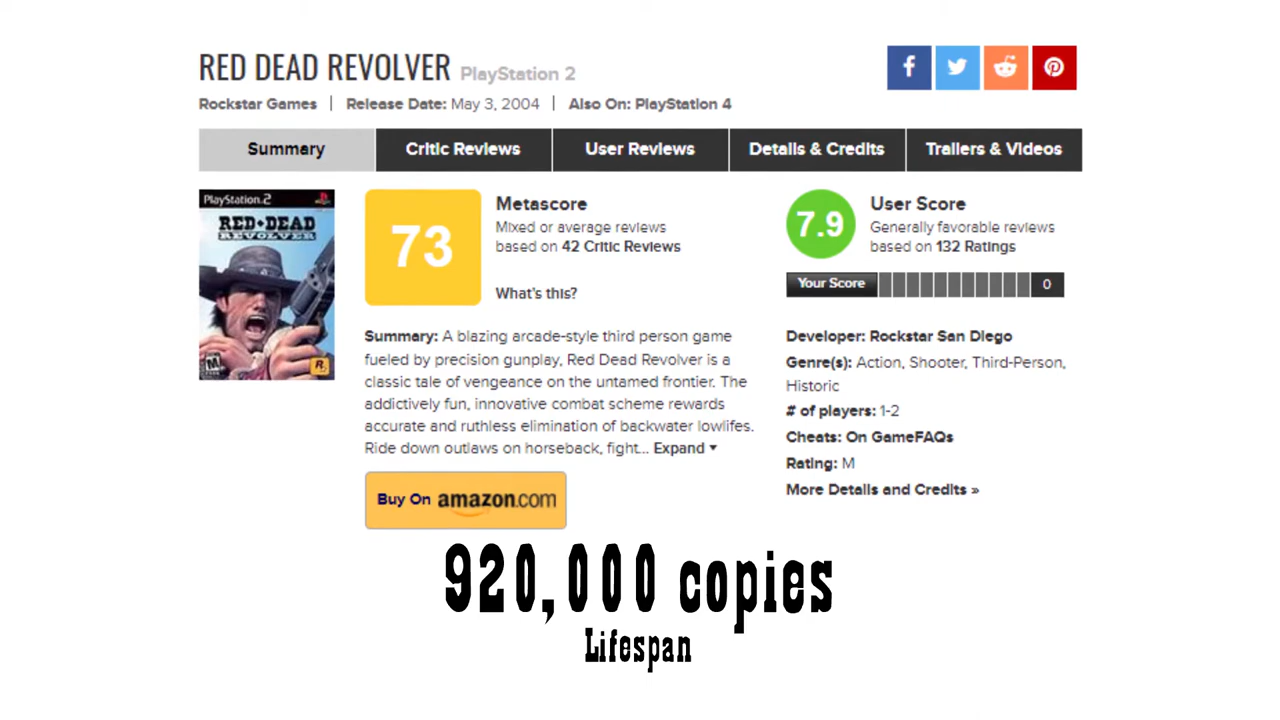 RED DEAD REVOLVER PlayStation 2
Rockstar Games | Release Date: May 3, 2004 | Also On: PlayStation 4
Summary Critic Reviews User Reviews Details & Credits Trailers & Videos
PlayStation 2
RED DEAD
REVOLVER
M
R
73
Metascore
Mixed or average reviews
based on 42 Critic Reviews
What's this?
7.9
User Score
Generally favorable reviews
based on 132 Ratings
Your Score 0
Summary: A blazing arcade-style third person game
fueled by precision gunplay, Red Dead Revolver is a
classic tale of vengeance on the untamed frontier. The
addictively fun, innovative combat scheme rewards
accurate and ruthless elimination of backwater lowlifes.
Ride down outlaws on horseback, fight... Expand
Buy On amazon.com
Developer: Rockstar San Diego
Genre(s): Action, Shooter, Third-Person,
Historic
# of players: 1-2
Cheats: On GameFAQs
Rating: M
More Details and Credits »
920,000 copies
Lifespan